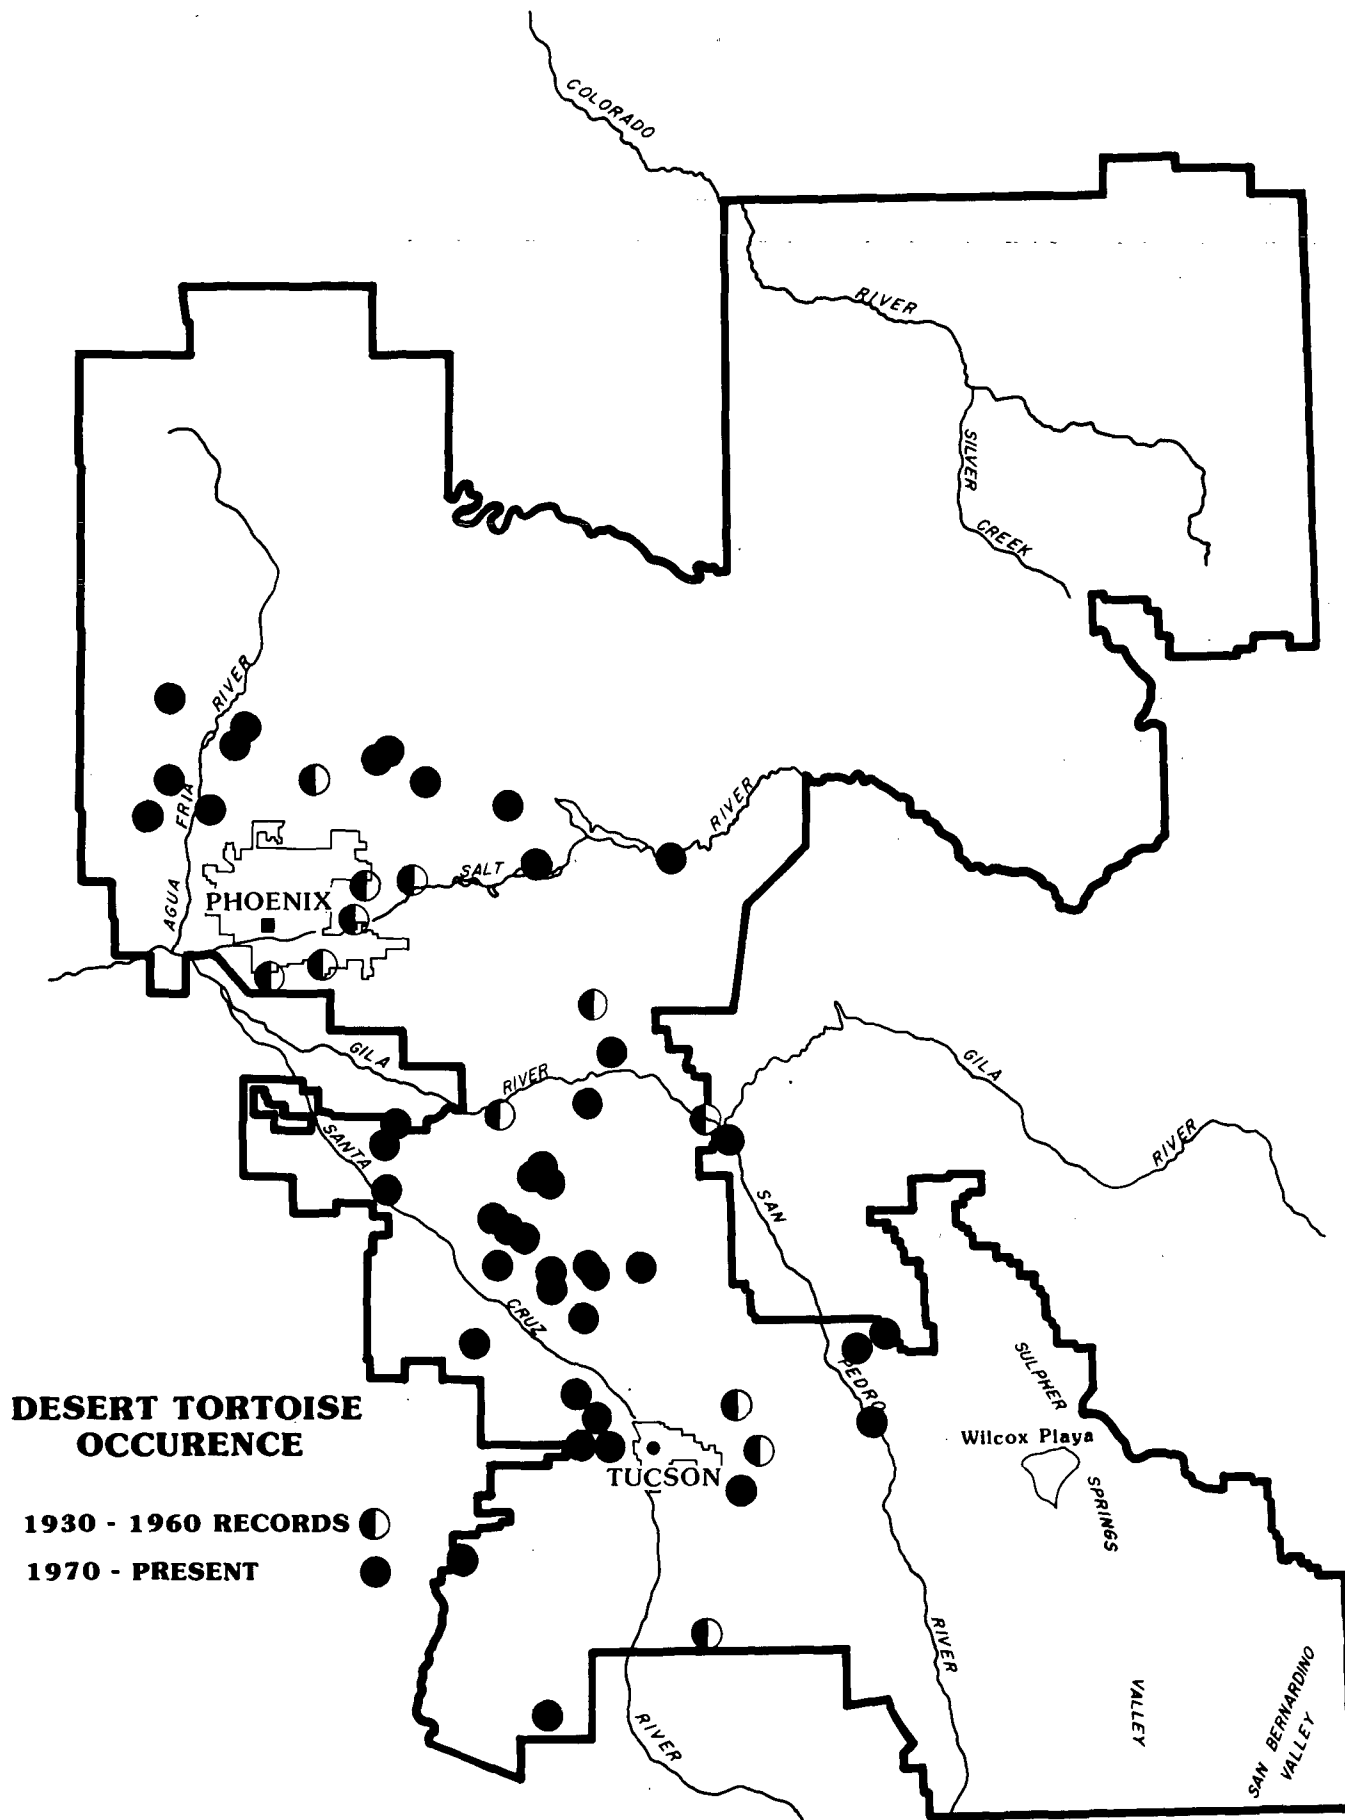 COLORADO
RIVER
SILVER
CREEK
RIVER
FRIA
AGUA
PHOENIX
SALT
RIVER
GILA
RIVER
SANTA
CRUZ
GILA
RIVER
SAN
PEDRO
SULPHER
Wilcox Playa
SPRINGS
TUCSON
DESERT TORTOISE
OCCURENCE
1930 - 1960 RECORDS
1970 - PRESENT
RIVER
RIVER
VALLEY
SAN BERNARDINO
VALLEY